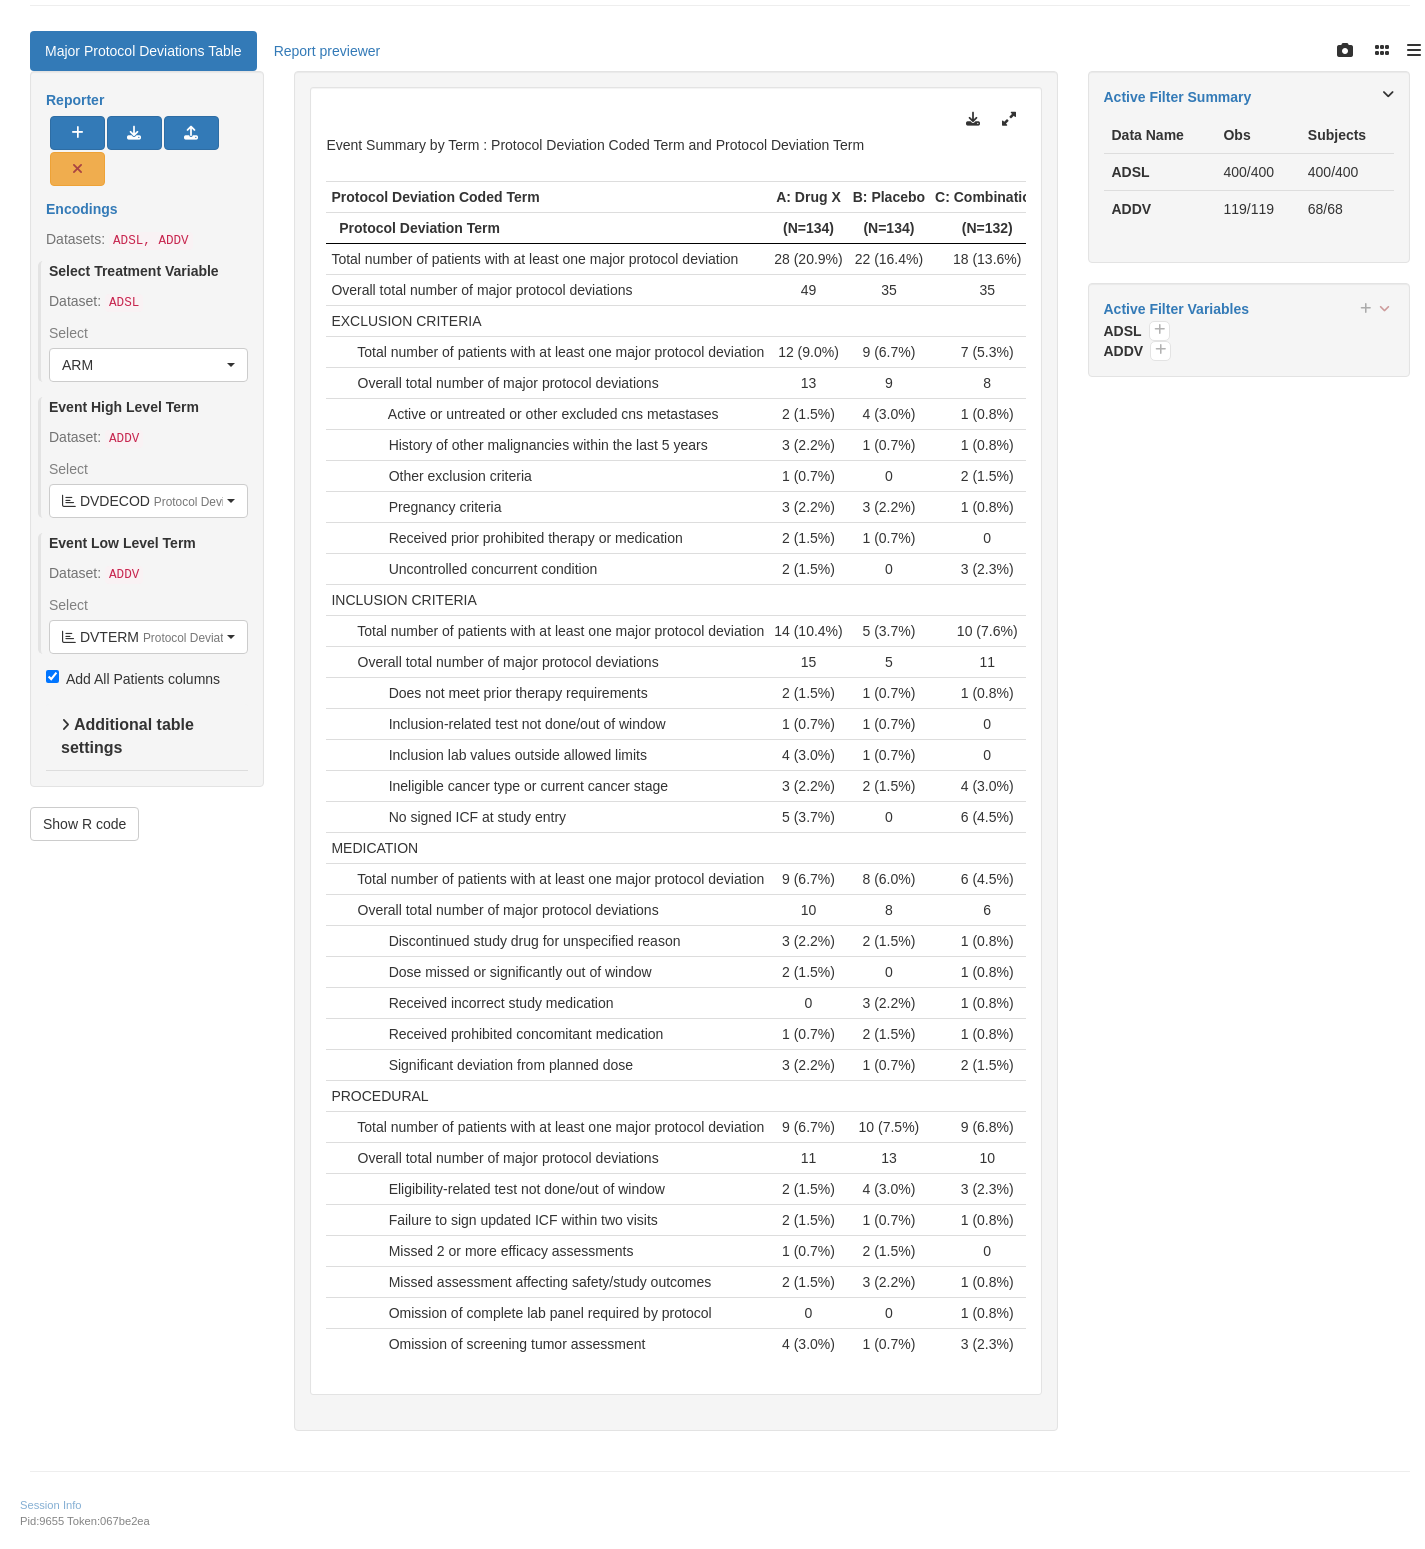 Major Protocol Deviations Table Report previewer
Reporter
Encodings
Datasets: ADSL, ADDV
Select Treatment Variable
Dataset: ADSL
Select
ARM
Event High Level Term
Dataset: ADDV
Select
DVDECOD Protocol Devi
Event Low Level Term
Dataset: ADDV
Select
DVTERM Protocol Deviat
Add All Patients columns
Additional table
settings
Show R code
Event Summary by Term : Protocol Deviation Coded Term and Protocol Deviation Term
Protocol Deviation Coded Term A: Drug X B: Placebo C: Combinatio
Protocol Deviation Term (N=134) (N=134) (N=132)
Total number of patients with at least one major protocol deviation 28 (20.9%) 22 (16.4%) 18 (13.6%)
Overall total number of major protocol deviations 49 35 35
EXCLUSION CRITERIA
Total number of patients with at least one major protocol deviation 12 (9.0%) 9 (6.7%) 7 (5.3%)
Overall total number of major protocol deviations 13 9 8
Active or untreated or other excluded cns metastases 2 (1.5%) 4 (3.0%) 1 (0.8%)
History of other malignancies within the last 5 years 3 (2.2%) 1 (0.7%) 1 (0.8%)
Other exclusion criteria 1 (0.7%) 0 2 (1.5%)
Pregnancy criteria 3 (2.2%) 3 (2.2%) 1 (0.8%)
Received prior prohibited therapy or medication 2 (1.5%) 1 (0.7%) 0
Uncontrolled concurrent condition 2 (1.5%) 0 3 (2.3%)
INCLUSION CRITERIA
Total number of patients with at least one major protocol deviation 14 (10.4%) 5 (3.7%) 10 (7.6%)
Overall total number of major protocol deviations 15 5 11
Does not meet prior therapy requirements 2 (1.5%) 1 (0.7%) 1 (0.8%)
Inclusion-related test not done/out of window 1 (0.7%) 1 (0.7%) 0
Inclusion lab values outside allowed limits 4 (3.0%) 1 (0.7%) 0
Ineligible cancer type or current cancer stage 3 (2.2%) 2 (1.5%) 4 (3.0%)
No signed ICF at study entry 5 (3.7%) 0 6 (4.5%)
MEDICATION
Total number of patients with at least one major protocol deviation 9 (6.7%) 8 (6.0%) 6 (4.5%)
Overall total number of major protocol deviations 10 8 6
Discontinued study drug for unspecified reason 3 (2.2%) 2 (1.5%) 1 (0.8%)
Dose missed or significantly out of window 2 (1.5%) 0 1 (0.8%)
Received incorrect study medication 0 3 (2.2%) 1 (0.8%)
Received prohibited concomitant medication 1 (0.7%) 2 (1.5%) 1 (0.8%)
Significant deviation from planned dose 3 (2.2%) 1 (0.7%) 2 (1.5%)
PROCEDURAL
Total number of patients with at least one major protocol deviation 9 (6.7%) 10 (7.5%) 9 (6.8%)
Overall total number of major protocol deviations 11 13 10
Eligibility-related test not done/out of window 2 (1.5%) 4 (3.0%) 3 (2.3%)
Failure to sign updated ICF within two visits 2 (1.5%) 1 (0.7%) 1 (0.8%)
Missed 2 or more efficacy assessments 1 (0.7%) 2 (1.5%) 0
Missed assessment affecting safety/study outcomes 2 (1.5%) 3 (2.2%) 1 (0.8%)
Omission of complete lab panel required by protocol 0 0 1 (0.8%)
Omission of screening tumor assessment 4 (3.0%) 1 (0.7%) 3 (2.3%)
Active Filter Summary
Data Name Obs Subjects
ADSL 400/400 400/400
ADDV 119/119 68/68
Active Filter Variables
ADSL
ADDV
Session Info
Pid:9655 Token:067be2ea